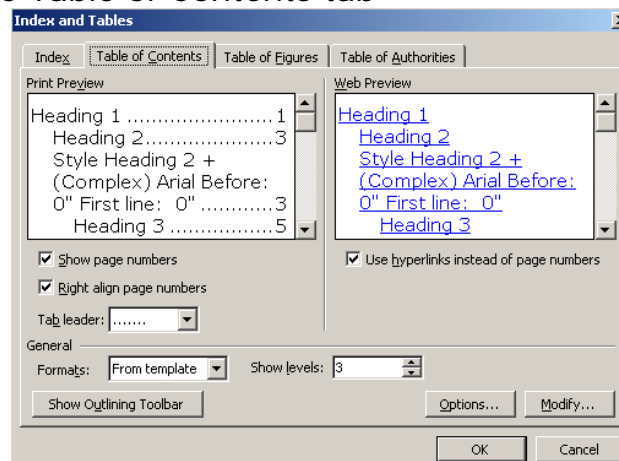 Table of Contents tab
Index and Tables
Index Table of Contents Table of Figures Table of Authorities
Print Preview Web Preview
Heading 1 ........................ 1
Heading 2 ..................... 3
Style Heading 2 +
(Complex) Arial Before:
0" First line: 0" ............ 3
Heading 3 ................. 5
Heading 1
Heading 2
Style Heading 2 +
(Complex) Arial Before:
0" First line: 0"
Heading 3
Show page numbers Use hyperlinks instead of page numbers
Right align page numbers
Tab leader: .......
General
Formats: From template Show levels: 3
Show Outlining Toolbar Options... Modify...
OK Cancel